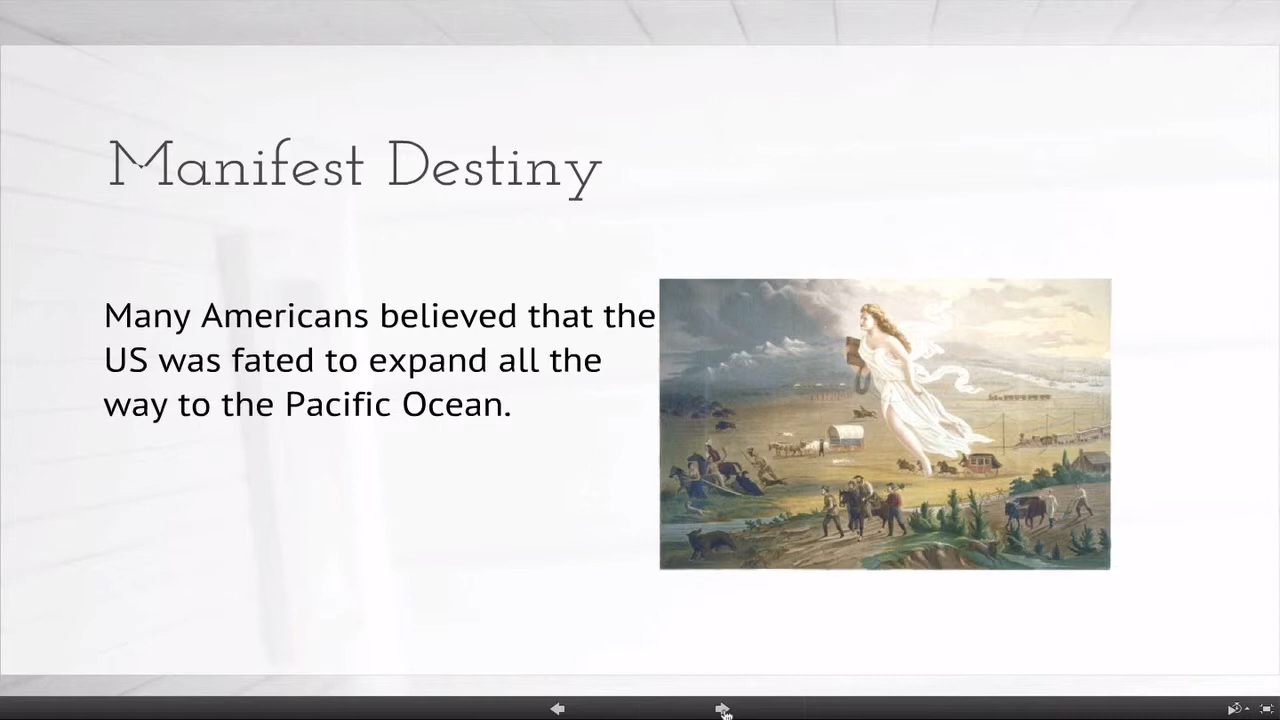 Manifest Destiny
Many Americans believed that the
US was fated to expand all the
way to the Pacific Ocean.